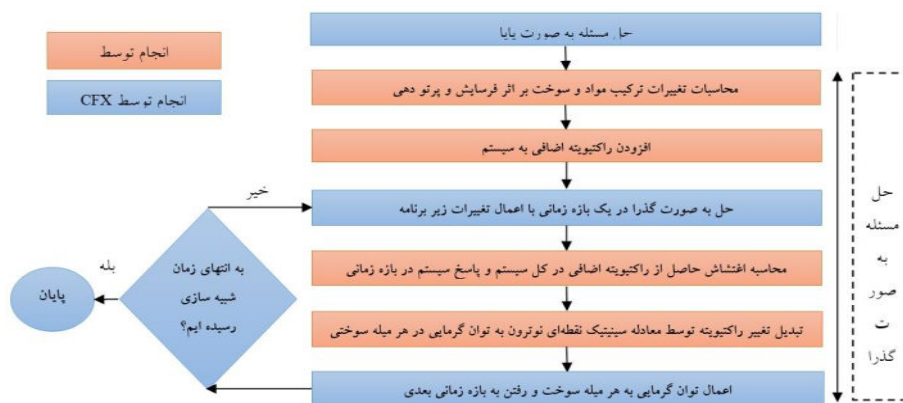 حل مسئله به صورت پایا
انجام توسط
انجام توسط CFX
محاسبات تغییرات ترکیب مواد و سوخت بر اثر فرسایش و پرتو دهی
افزودن راکتیویته اضافی به سیستم
خیر
حل به صورت گذرا در یک بازه زمانی با اعمال تغییرات زیر برنامه
محاسبه اغتشاش حاصل از راکتیویته اضافی در کل سیستم و پاسخ سیستم در بازه زمانی
تبدیل تغییر راکتیویته توسط معادله سینیتیک نقطه‌ای نوترون به توان گرمایی در هر میله سوختی
اعمال توان گرمایی به هر میله سوخت و رفتن به بازه زمانی بعدی
به انتهای زمان
شبیه سازی
رسیده ایم؟
بله
پایان
حل
مسئله
به
صور
ت
گذرا